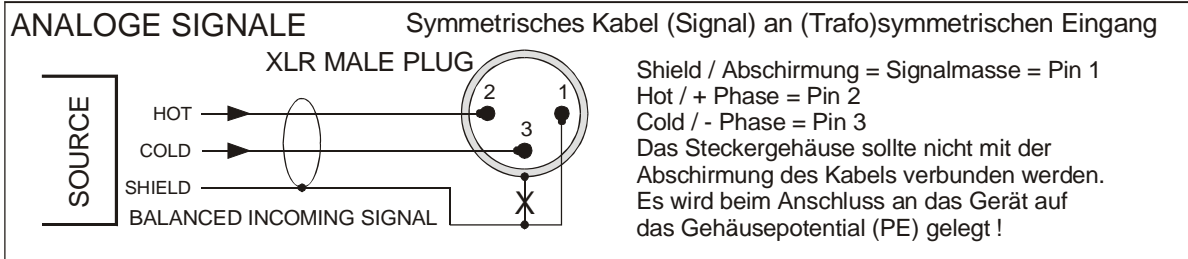 ANALOGE SIGNALE
Symmetrisches Kabel (Signal) an (Trafo)symmetrischen Eingang
XLR MALE PLUG
SOURCE
HOT
COLD
SHIELD
BALANCED INCOMING SIGNAL
2
1
3
X
Shield / Abschirmung = Signalmasse = Pin 1
Hot / + Phase = Pin 2
Cold / - Phase = Pin 3
Das Steckergehäuse sollte nicht mit der
Abschirmung des Kabels verbunden werden.
Es wird beim Anschluss an das Gerät auf
das Gehäusepotential (PE) gelegt !